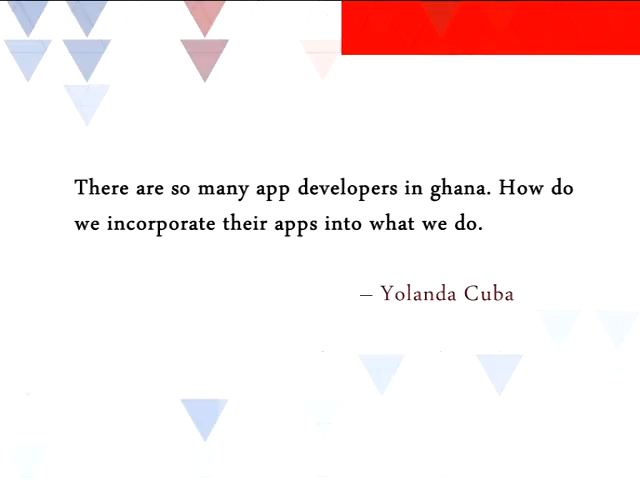 There are so many app developers in ghana. How do
we incorporate their apps into what we do.
– Yolanda Cuba